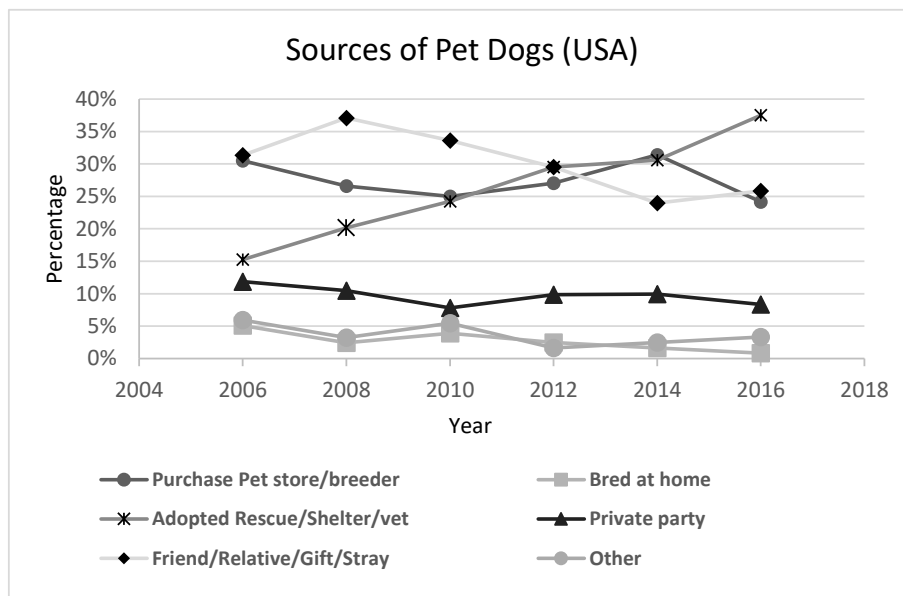 Sources of Pet Dogs (USA)
40%
35%
30%
25%
20%
15%
10%
5%
0%
Percentage
2004 2006 2008 2010 2012 2014 2016 2018
Year
Purchase Pet store/breeder Bred at home
Adopted Rescue/Shelter/vet Private party
Friend/Relative/Gift/Stray Other